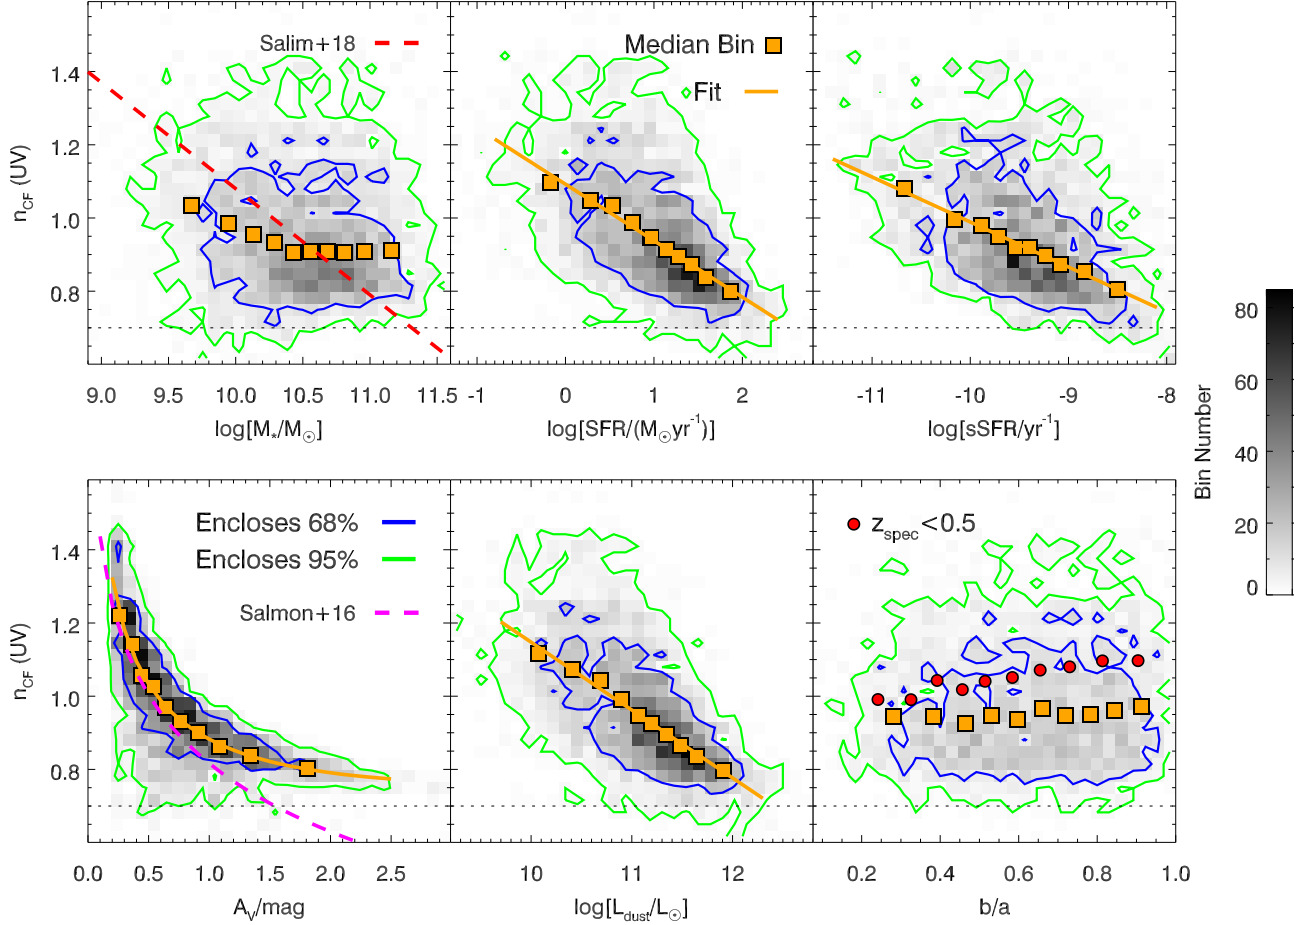 Salim+18
Median Bin
Fit
1.4
1.2
1.0
0.8
n_CF (UV)
9.0 9.5 10.0 10.5 11.0 11.5
-1 0 1 2
-11 -10 -9 -8
log[M_*/M_⊙]
log[SFR/(M_⊙yr^-1)]
log[sSFR/yr^-1]
Bin Number
80
60
40
20
0
Encloses 68%
Encloses 95%
Salmon+16
z_spec<0.5
1.4
1.2
1.0
0.8
n_CF (UV)
0.0 0.5 1.0 1.5 2.0 2.5
10 11 12
0.2 0.4 0.6 0.8 1.0
A_V/mag
log[L_dust/L_⊙]
b/a